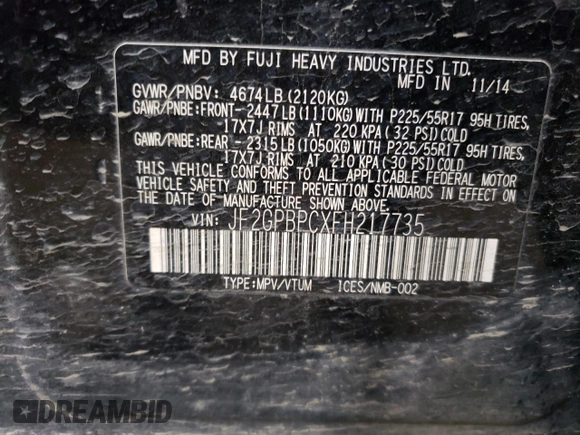 MFD BY FUJI HEAVY INDUSTRIES LTD.
MFD IN 11/14
GVWR/PNBV: 4674LB(2120KG)
GAWR/PNBE:FRONT-2447LB(1110KG)WITH P225/55R17 95H TIRES,
17X7J RIMS AT 220 KPA(32 PSI)COLD
GAWR/PNBE:REAR -2315LB(1050KG)WITH P225/55R17 95H TIRES,
17X7J RIMS AT 210 KPA(30 PSI)COLD
THIS VEHICLE CONFORMS TO ALL APPLICABLE FEDERAL MOTOR
VEHICLE SAFETY AND THEFT PREVENTION STANDARDS IN EFFECT ON
THE DATE OF MANUFACTURE SHOWN ABOVE.
VIN: JF2GPBPCXFH217735
TYPE:MPV/VTUM ICES/NMB-002
DREAMBID